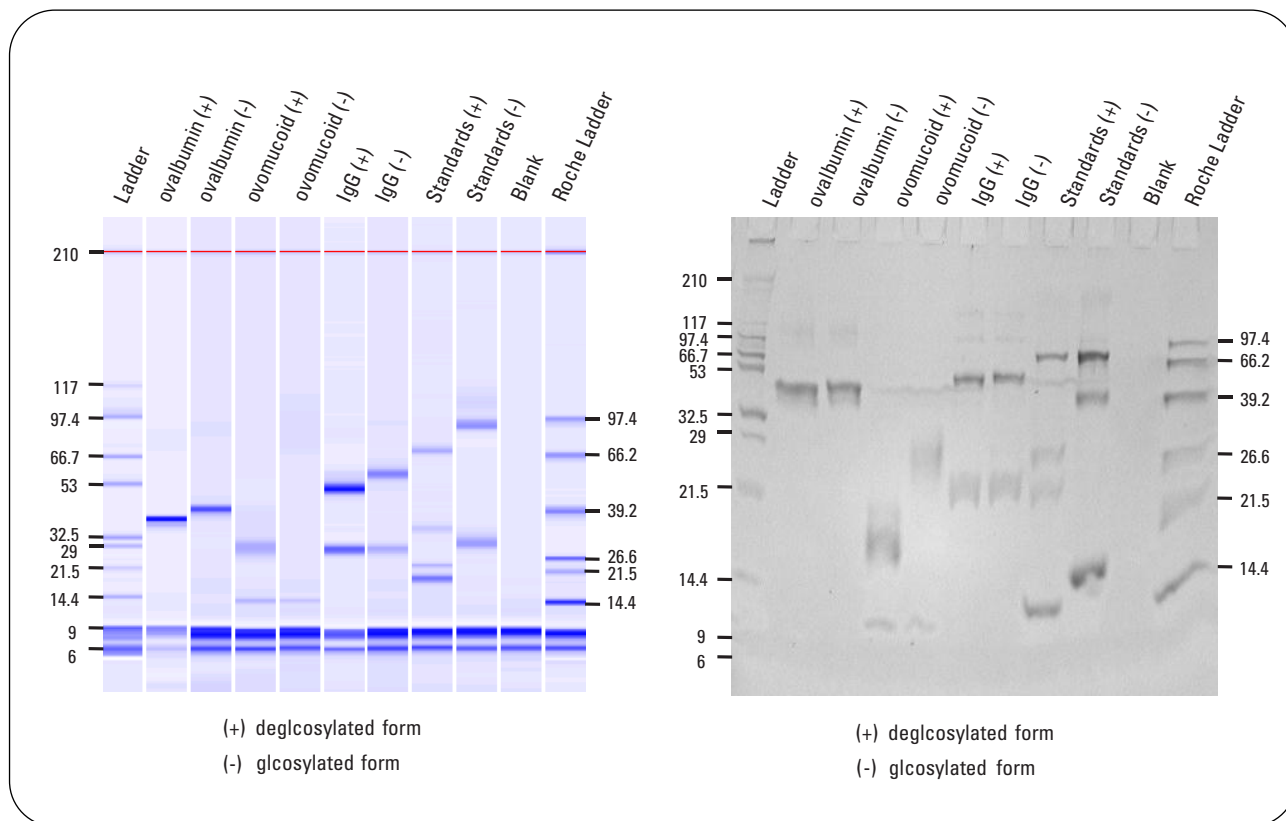 Ladder
ovalbumin (+)
ovalbumin (-)
ovomucoid (+)
ovomucoid (-)
IgG (+)
IgG (-)
Standards (+)
Standards (-)
Blank
Roche Ladder
210
117
97.4
66.7
53
32.5
29
21.5
14.4
9
6
97.4
66.2
39.2
26.6
21.5
14.4
(+) deglcosylated form
(-) glcosylated form
Ladder
ovalbumin (+)
ovalbumin (-)
ovomucoid (+)
ovomucoid (-)
IgG (+)
IgG (-)
Standards (+)
Standards (-)
Blank
Roche Ladder
210
117
97.4
66.7
53
32.5
29
21.5
14.4
9
6
97.4
66.2
39.2
26.6
21.5
14.4
(+) deglcosylated form
(-) glcosylated form